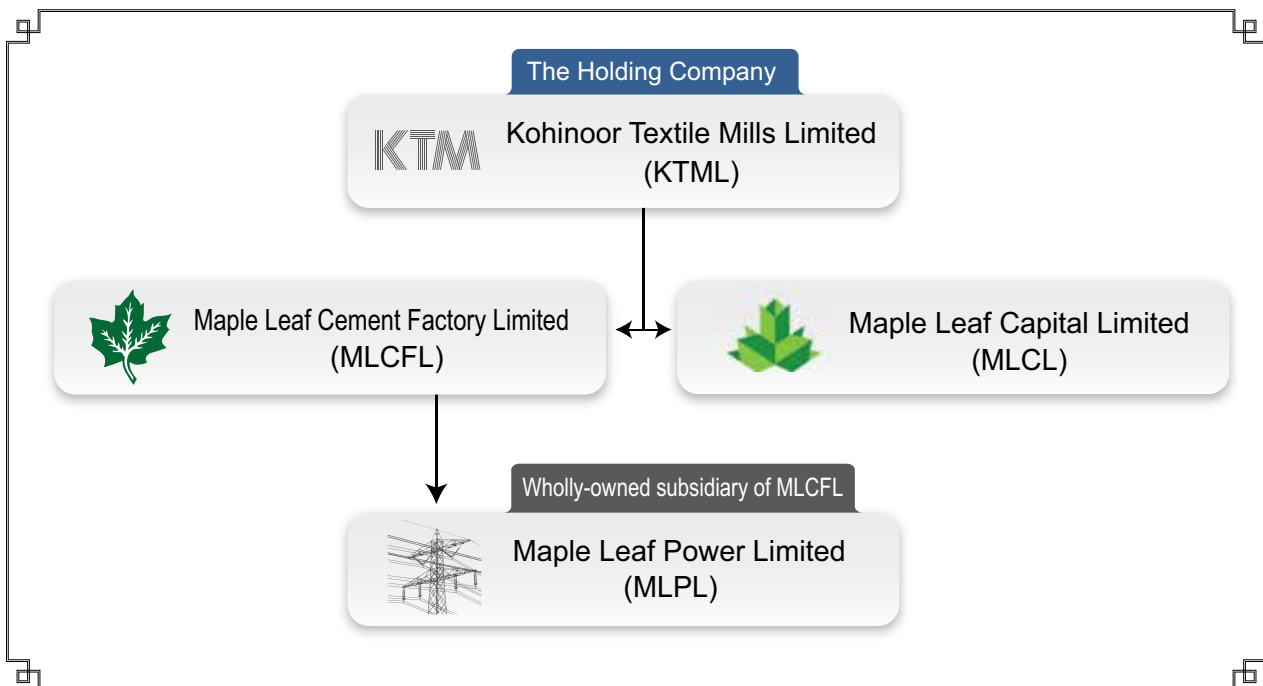 The Holding Company
KTM
Kohinoor Textile Mills Limited
(KTML)
Maple Leaf Cement Factory Limited
(MLCFL)
Maple Leaf Capital Limited
(MLCL)
Wholly-owned subsidiary of MLCFL
Maple Leaf Power Limited
(MLPL)